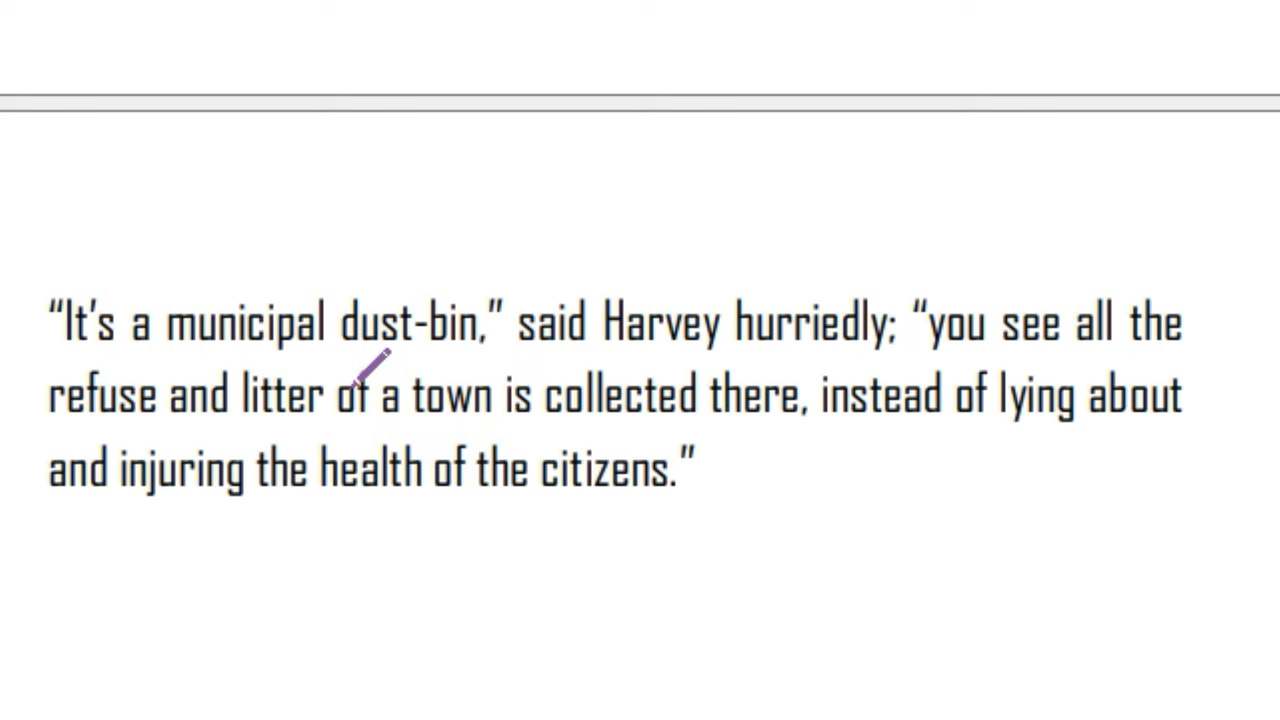 “It’s a municipal dust-bin,” said Harvey hurriedly; “you see all the
refuse and litter of a town is collected there, instead of lying about
and injuring the health of the citizens.”